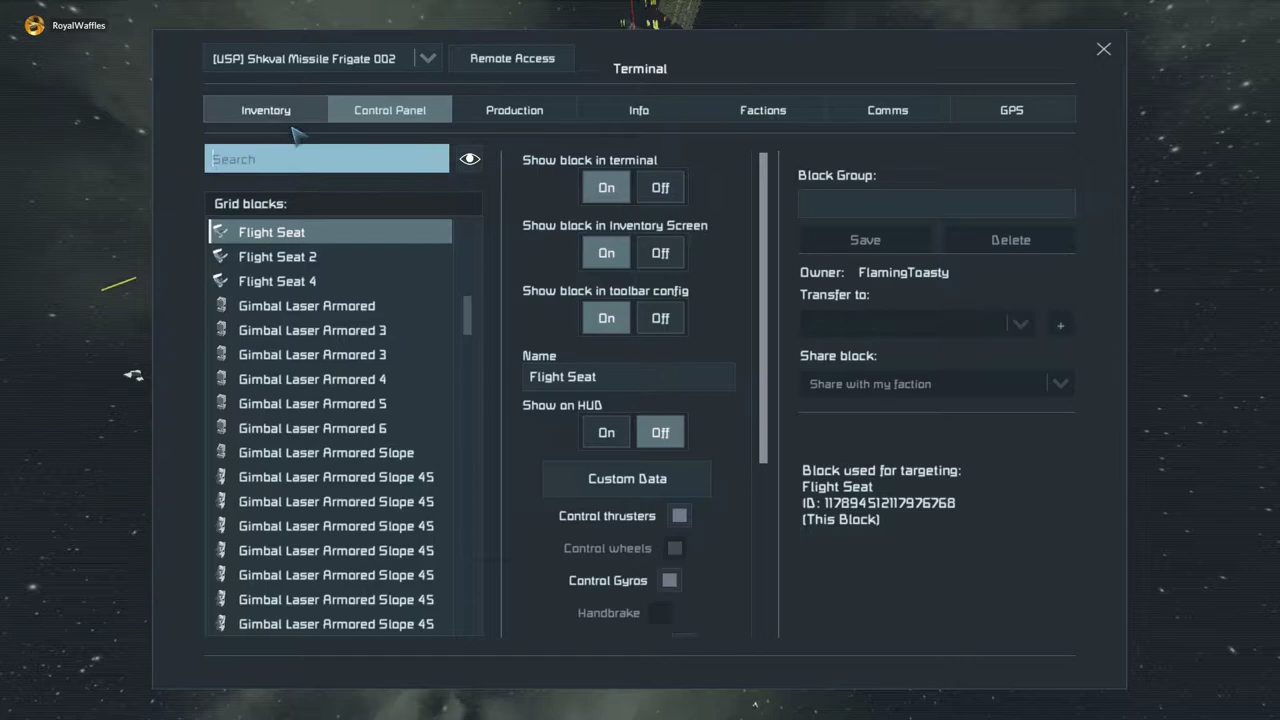 RoyalWaffles
[USP] Shkval Missile Frigate 002
Remote Access
Terminal
Inventory
Control Panel
Production
Info
Factions
Comms
GPS
Search
Grid blocks:
Flight Seat
Flight Seat 2
Flight Seat 4
Gimbal Laser Armored
Gimbal Laser Armored 3
Gimbal Laser Armored 3
Gimbal Laser Armored 4
Gimbal Laser Armored 5
Gimbal Laser Armored 6
Gimbal Laser Armored Slope
Gimbal Laser Armored Slope 45
Gimbal Laser Armored Slope 45
Gimbal Laser Armored Slope 45
Gimbal Laser Armored Slope 45
Gimbal Laser Armored Slope 45
Gimbal Laser Armored Slope 45
Gimbal Laser Armored Slope 45
Show block in terminal
On Off
Show block in Inventory Screen
On Off
Show block in toolbar config
On Off
Name
Flight Seat
Show on HUD
On Off
Custom Data
Control thrusters
Control wheels
Control Gyros
Handbrake
Block Group:
Save
Delete
Owner: FlamingToasty
Transfer to:
+
Share block:
Share with my faction
Block used for targeting:
Flight Seat
ID: 117894512117976768
(This Block)